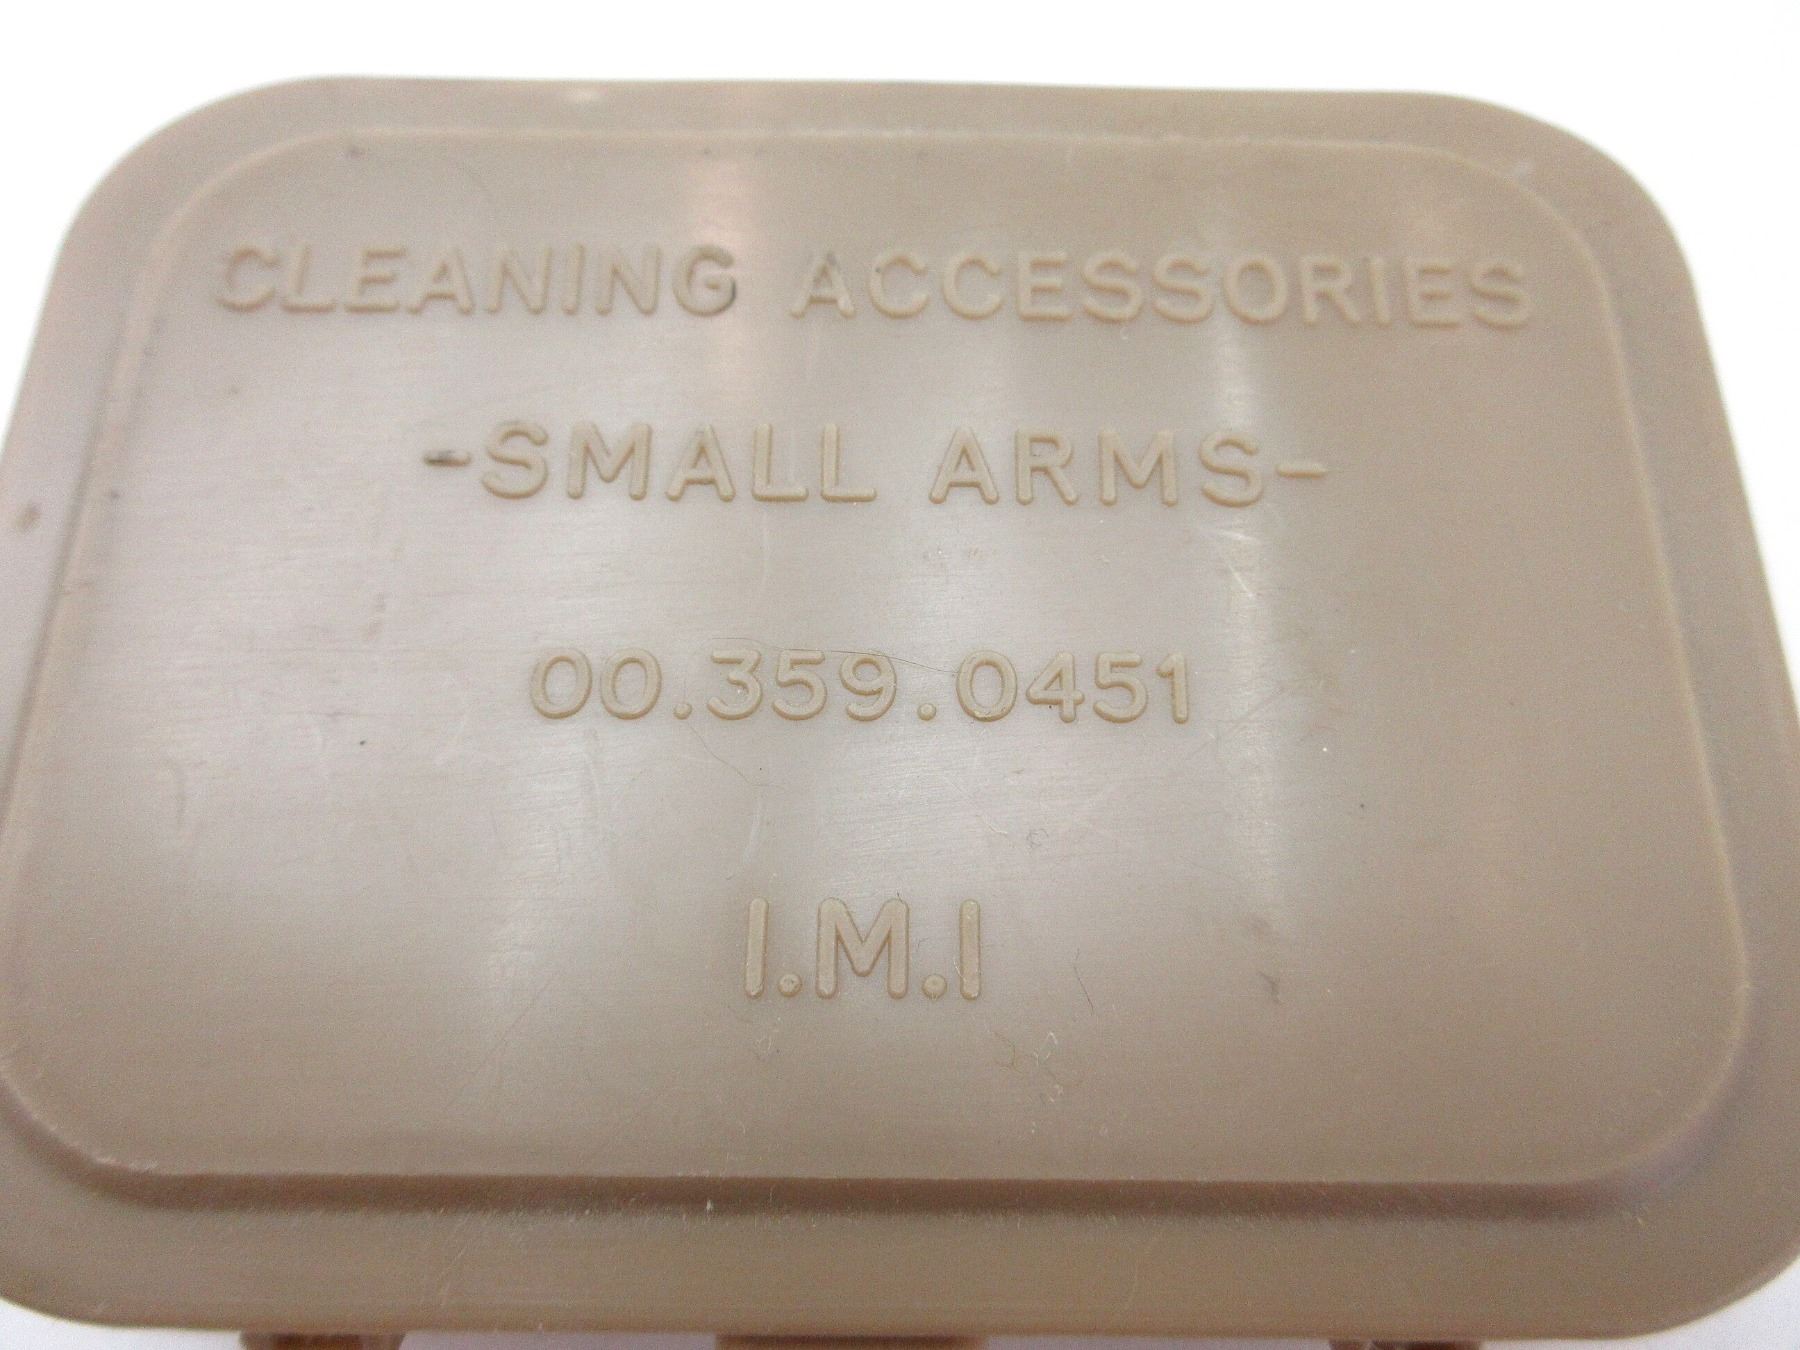 CLEANING ACCESSORIES
-SMALL ARMS-
00.359.0451
I.M.I